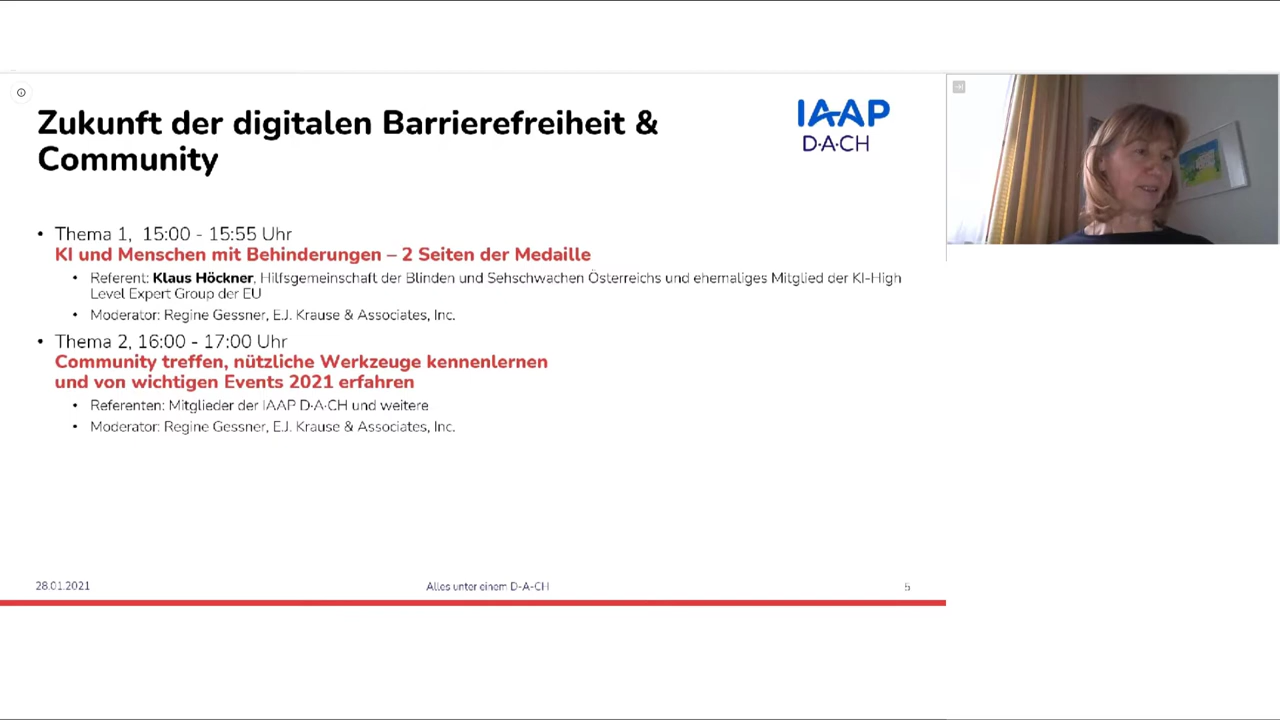 Zukunft der digitalen Barrierefreiheit &
Community
IAAP
D·A·CH
• Thema 1, 15:00 - 15:55 Uhr
KI und Menschen mit Behinderungen – 2 Seiten der Medaille
• Referent: Klaus Höckner, Hilfsgemeinschaft der Blinden und Sehschwachen Österreichs und ehemaliges Mitglied der KI-High
Level Expert Group der EU
• Moderator: Regine Gessner, E.J. Krause & Associates, Inc.
• Thema 2, 16:00 - 17:00 Uhr
Community treffen, nützliche Werkzeuge kennenlernen
und von wichtigen Events 2021 erfahren
• Referenten: Mitglieder der IAAP D·A·CH und weitere
• Moderator: Regine Gessner, E.J. Krause & Associates, Inc.
28.01.2021
Alles unter einem D-A-CH
5